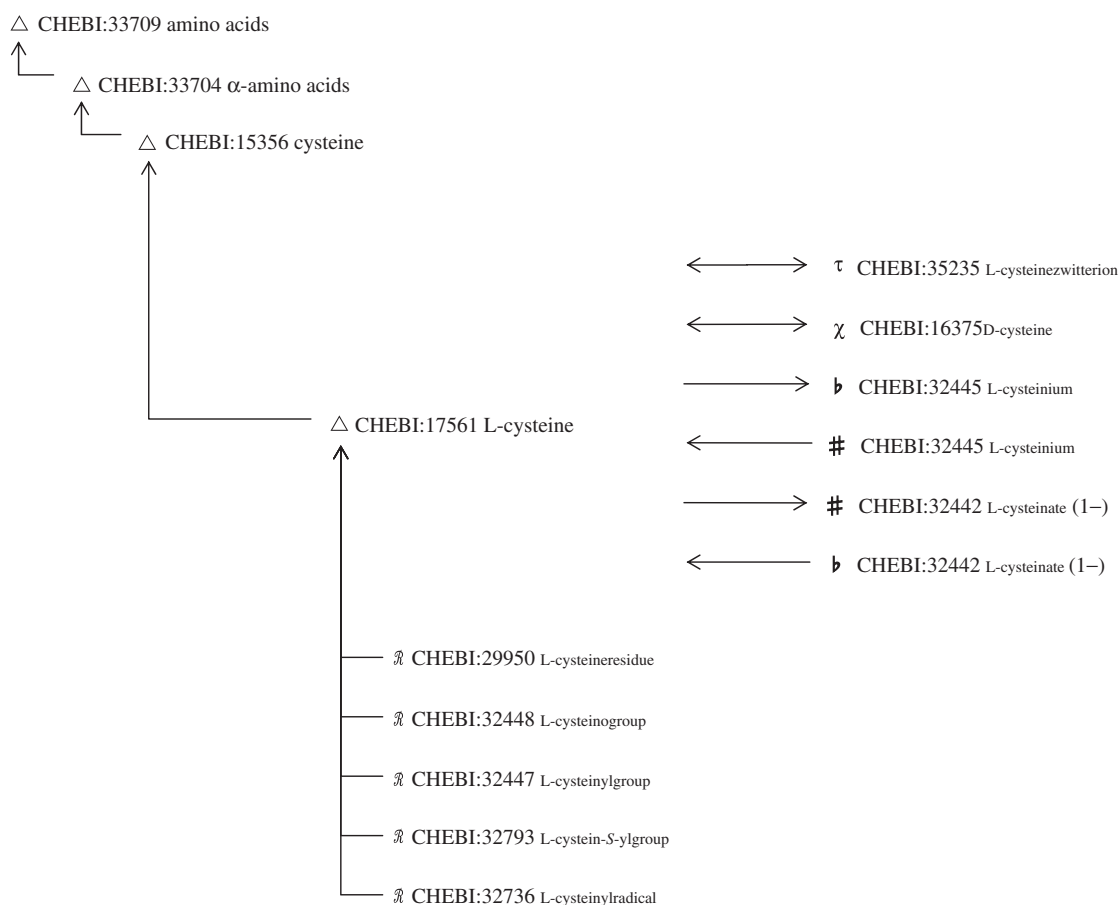 △ CHEBI:33709 amino acids
△ CHEBI:33704 α-amino acids
△ CHEBI:15356 cysteine
τ CHEBI:35235 L-cysteinezwitterion
χ CHEBI:16375D-cysteine
♭ CHEBI:32445 L-cysteinium
△ CHEBI:17561 L-cysteine
♯ CHEBI:32445 L-cysteinium
♯ CHEBI:32442 L-cysteinate (1−)
♭ CHEBI:32442 L-cysteinate (1−)
ℛ CHEBI:29950 L-cysteineresidue
ℛ CHEBI:32448 L-cysteinogroup
ℛ CHEBI:32447 L-cysteinylgroup
ℛ CHEBI:32793 L-cystein-S-ylgroup
ℛ CHEBI:32736 L-cysteinylradical